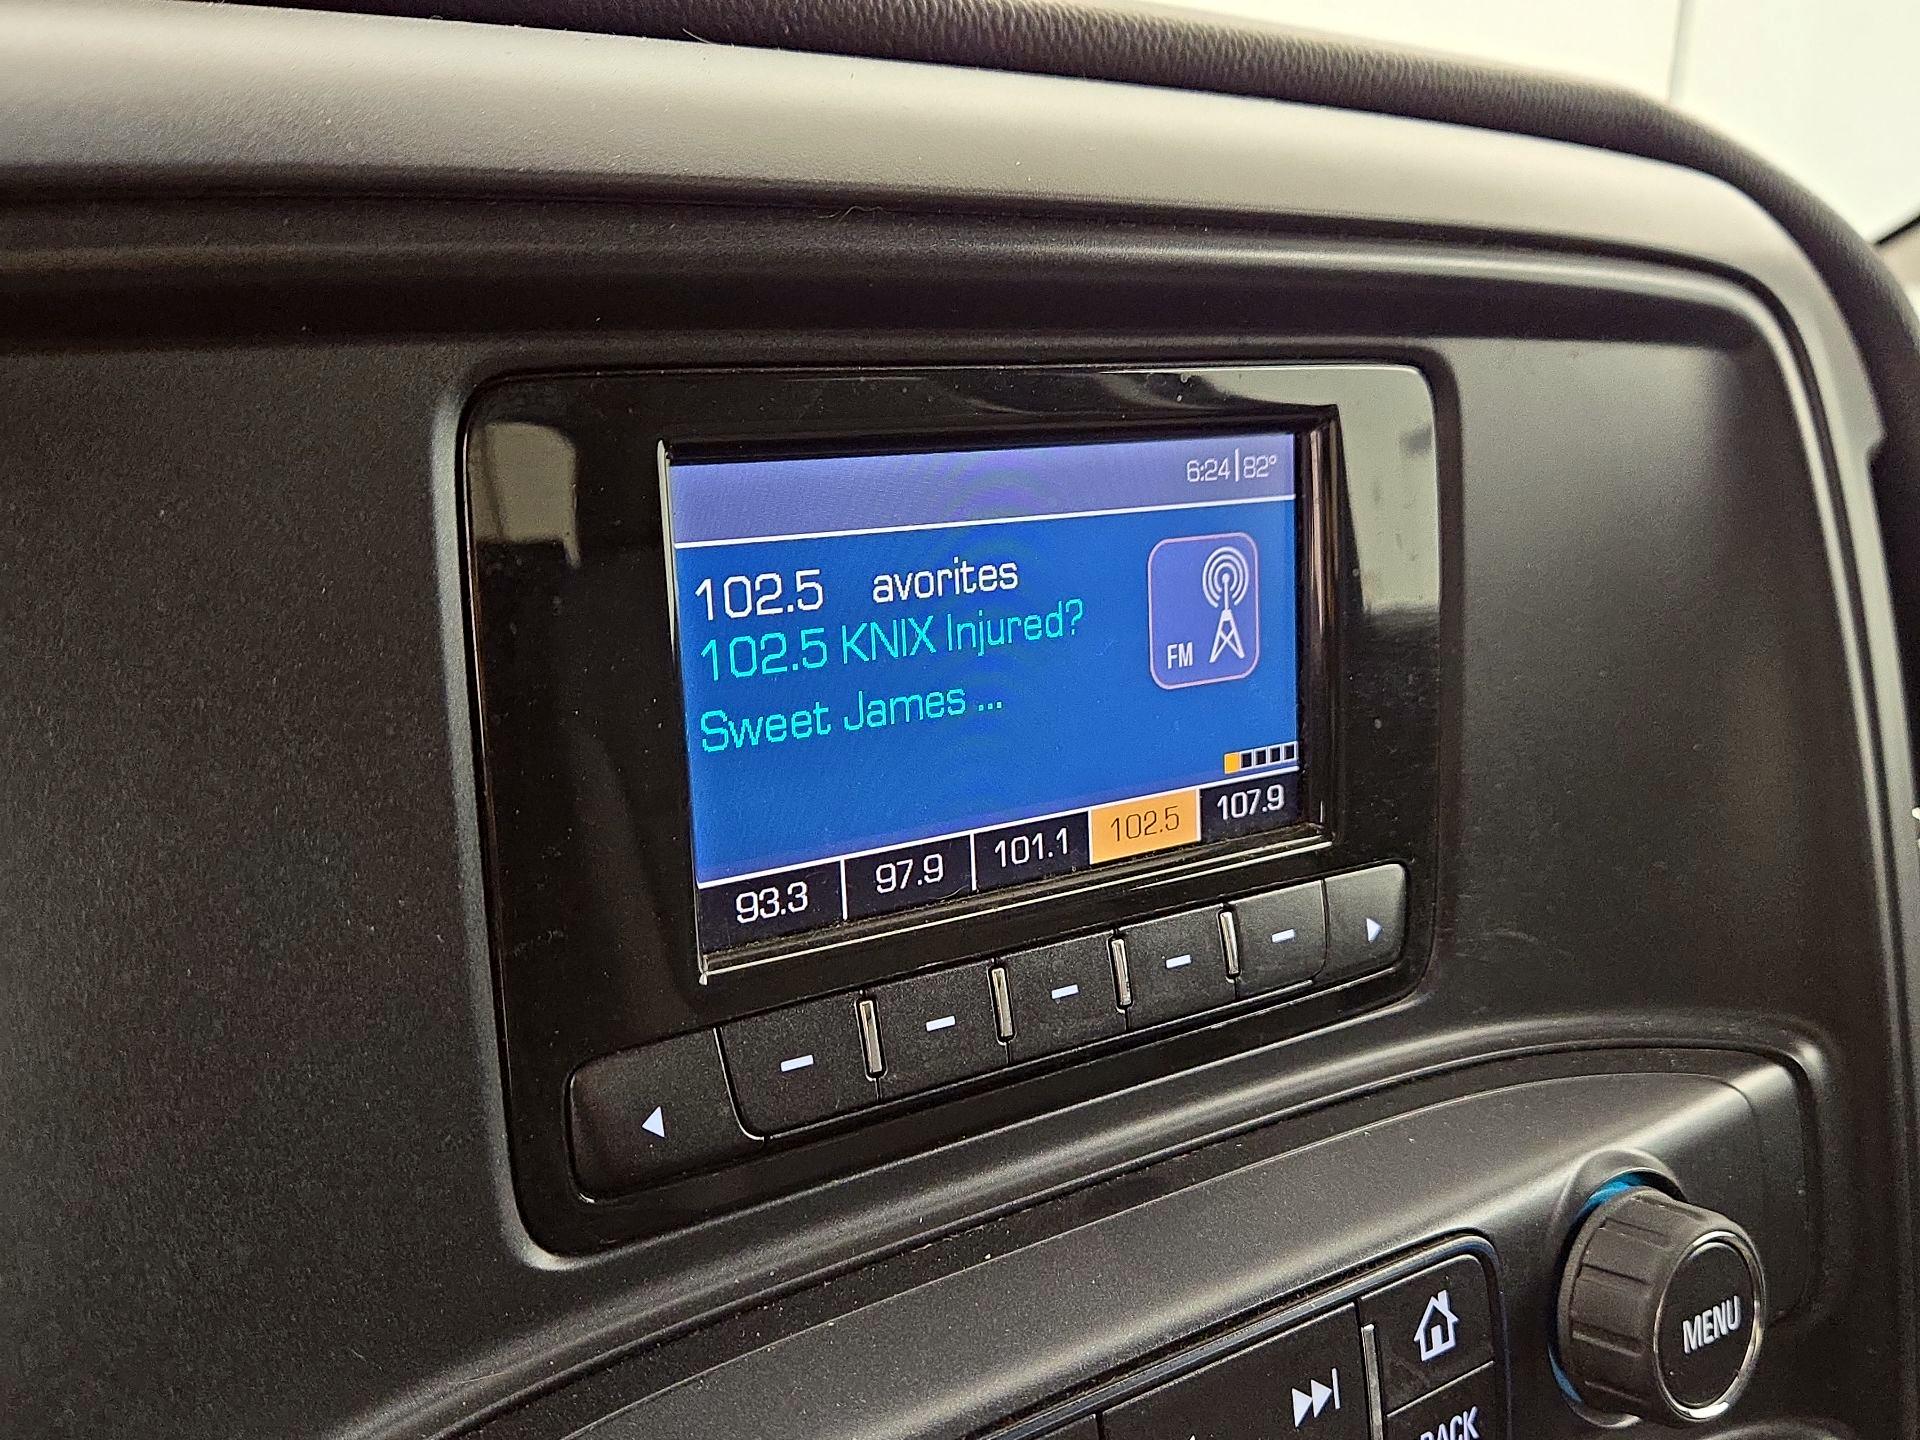 6:24 82°
102.5 avorites
102.5 KNIX Injured?
Sweet James ...
FM
93.3 97.9 101.1 102.5 107.9
MENU
BACK